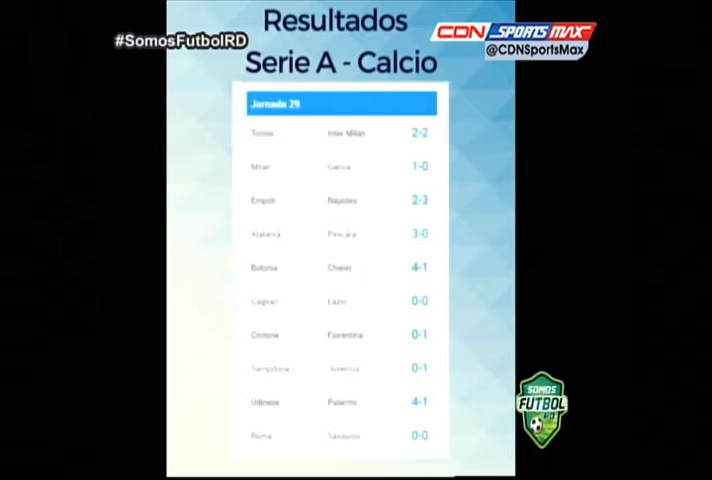 Resultados
Serie A - Calcio
#SomosFutbolRD
CDN SPORTS MAX
@CDNSportsMax
Jornada 29
Torino Inter Milan 2-2
Milan Genoa 1-0
Empoli Nápoles 2-3
Atalanta Pescara 3-0
Bolonia Chievo 4-1
Cagliari Lazio 0-0
Crotone Fiorentina 0-1
Sampdoria Juventus 0-1
Udinese Palermo 4-1
Roma Sassuolo 0-0
SOMOS
FUTBOL